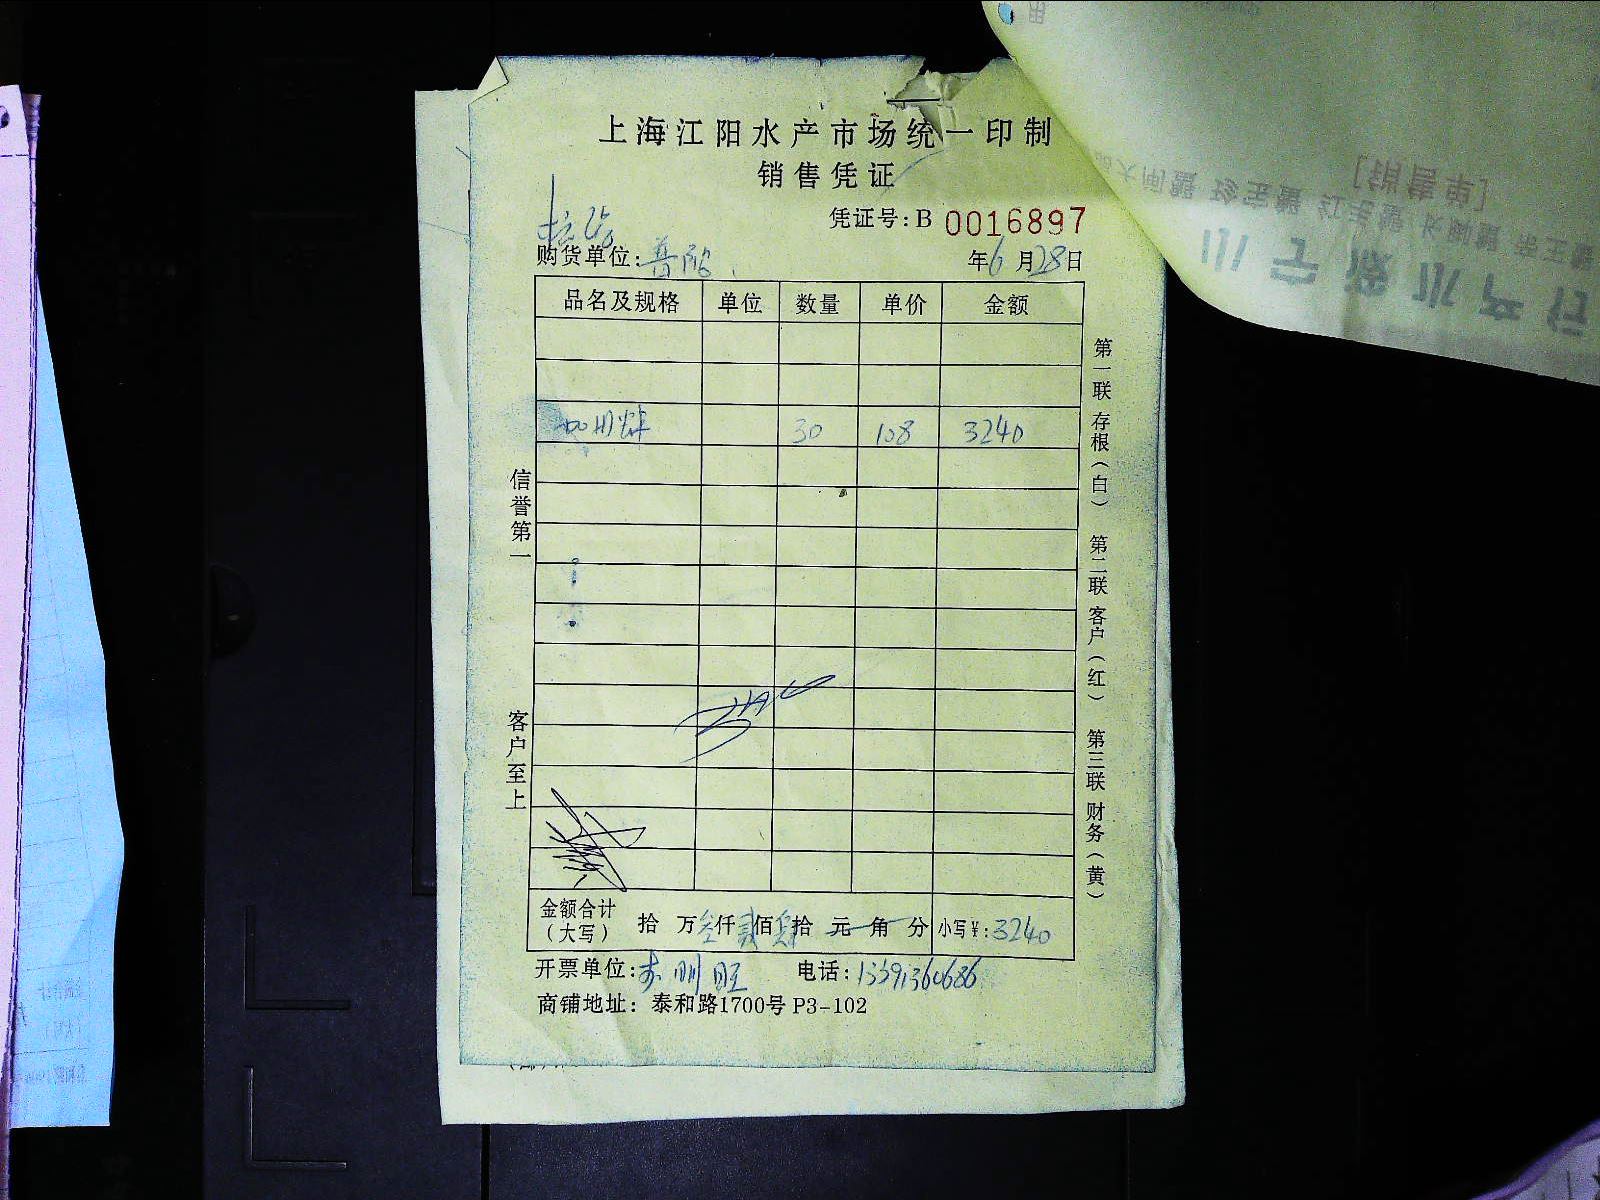 上海江阳水产市场统一印制
销售凭证
凭证号:B 0016897
购货单位: 年6月28日
品名及规格 单位 数量 单价 金额
30 108 3240
信誉第一
客户至上
第一联 存根(白) 第二联 客户(红) 第三联 财务(黄)
金额合计(大写) 拾 万叁仟贰佰肆拾 元 角 分 小写¥:3240
开票单位: 电话:13391360686
商铺地址: 泰和路1700号 P3-102